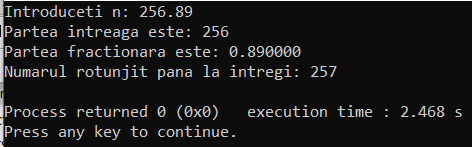 Introduceti n: 256.89
Partea intreaga este: 256
Partea fractionara este: 0.890000
Numarul rotunjit pana la intregi: 257
Process returned 0 (0x0)   execution time : 2.468 s
Press any key to continue.